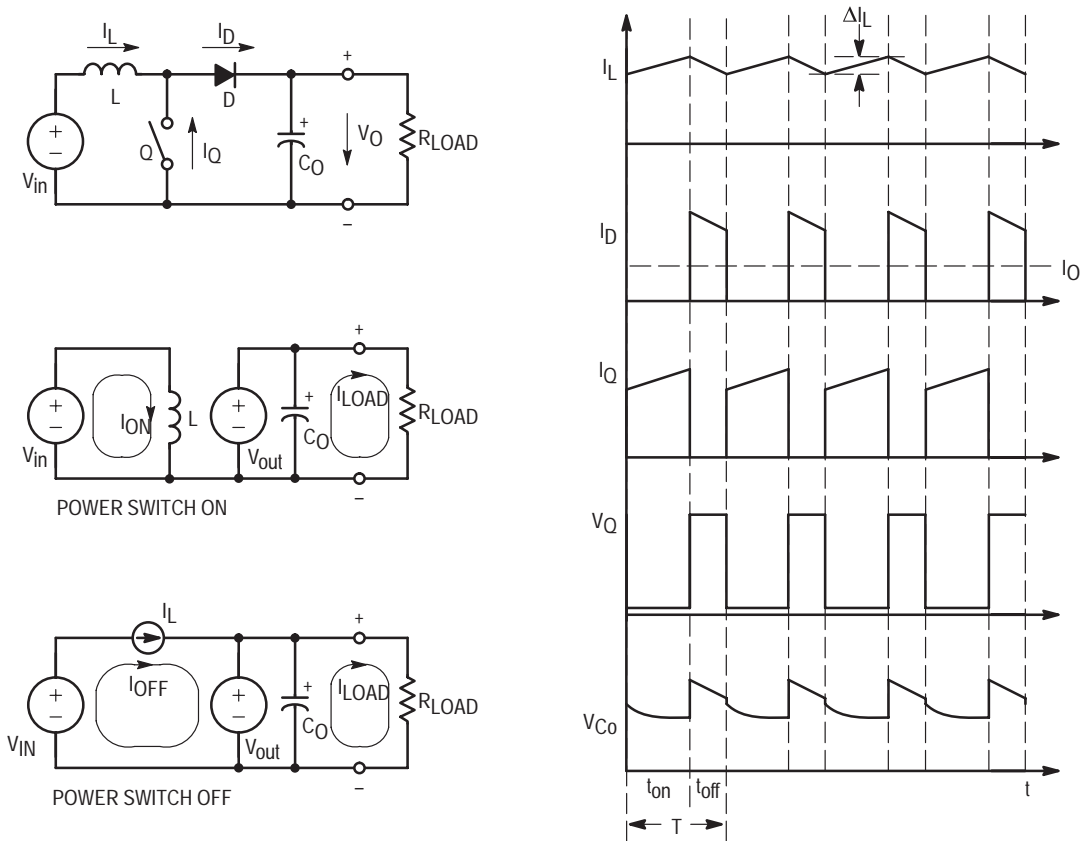 I_L
I_D
+
L
D
+
−
V_in
Q
I_Q
+
C_O
V_O
R_LOAD
−
+
−
V_in
I_ON
L
+
−
V_out
+
C_O
I_LOAD
R_LOAD
+
−
POWER SWITCH ON
I_L
+
−
V_IN
I_OFF
+
−
V_out
+
C_O
I_LOAD
R_LOAD
+
−
POWER SWITCH OFF
ΔI_L
I_L
I_D
I_O
I_Q
V_Q
V_Co
t_on
t_off
t
T